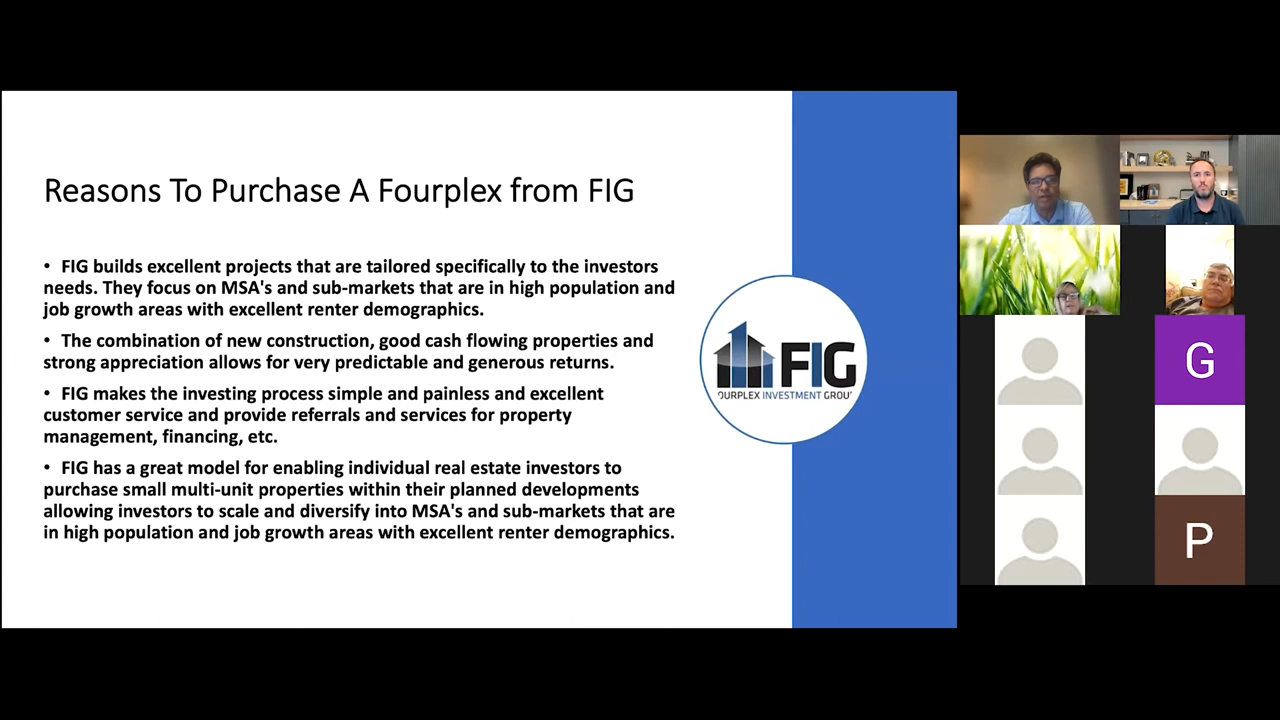 Reasons To Purchase A Fourplex from FIG
• FIG builds excellent projects that are tailored specifically to the investors
needs. They focus on MSA's and sub-markets that are in high population and
job growth areas with excellent renter demographics.
• The combination of new construction, good cash flowing properties and
strong appreciation allows for very predictable and generous returns.
• FIG makes the investing process simple and painless and excellent
customer service and provide referrals and services for property
management, financing, etc.
• FIG has a great model for enabling individual real estate investors to
purchase small multi-unit properties within their planned developments
allowing investors to scale and diversify into MSA's and sub-markets that are
in high population and job growth areas with excellent renter demographics.
FIG
OURPLEX INVESTMENT GROU
G
P